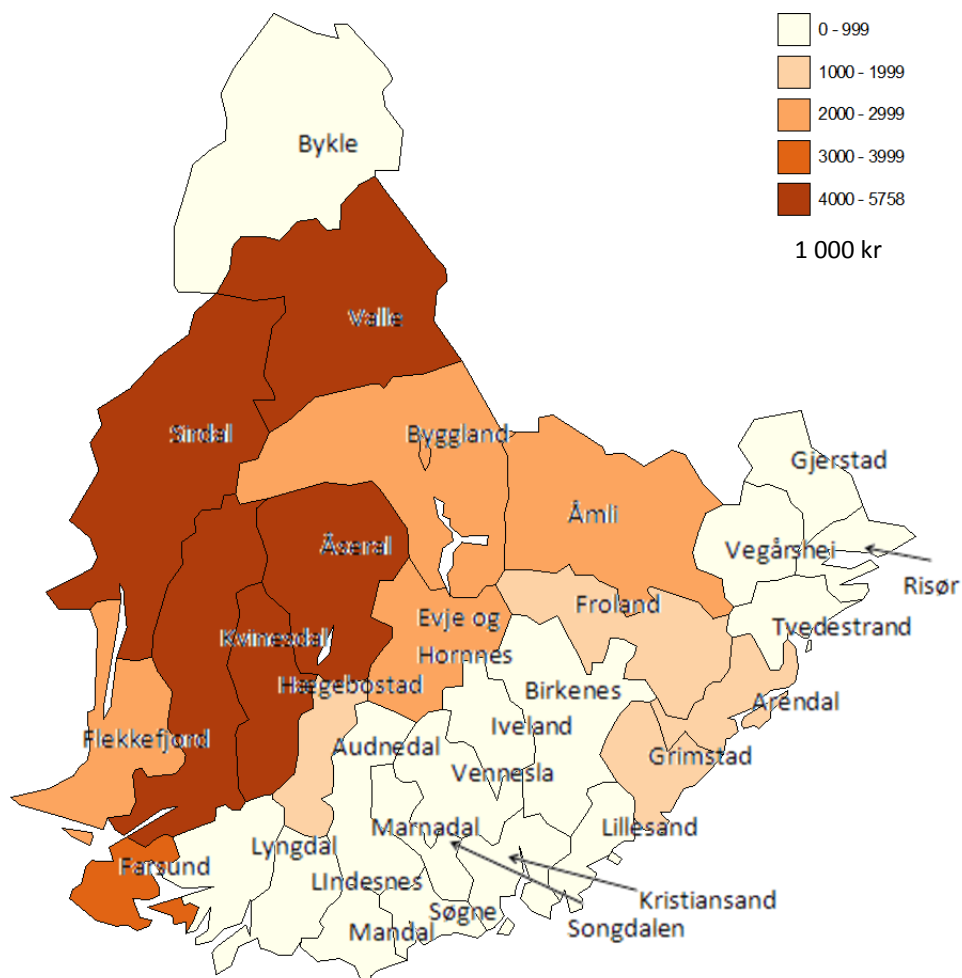 0 - 999
1000 - 1999
2000 - 2999
3000 - 3999
4000 - 5758
1 000 kr
Bykle
Valle
Sirdal
Byggland
Gjerstad
Åmli
Åseral
Vegårshei
Risør
Froland
Evje og
Hornnes
Tvedestrand
Kvinesdal
Hægebostad
Birkenes
Arendal
Iveland
Flekkefjord
Audnedal
Grimstad
Vennesla
Marnadal
Lillesand
Lyngdal
Farsund
Lindesnes
Kristiansand
Søgne
Songdalen
Mandal